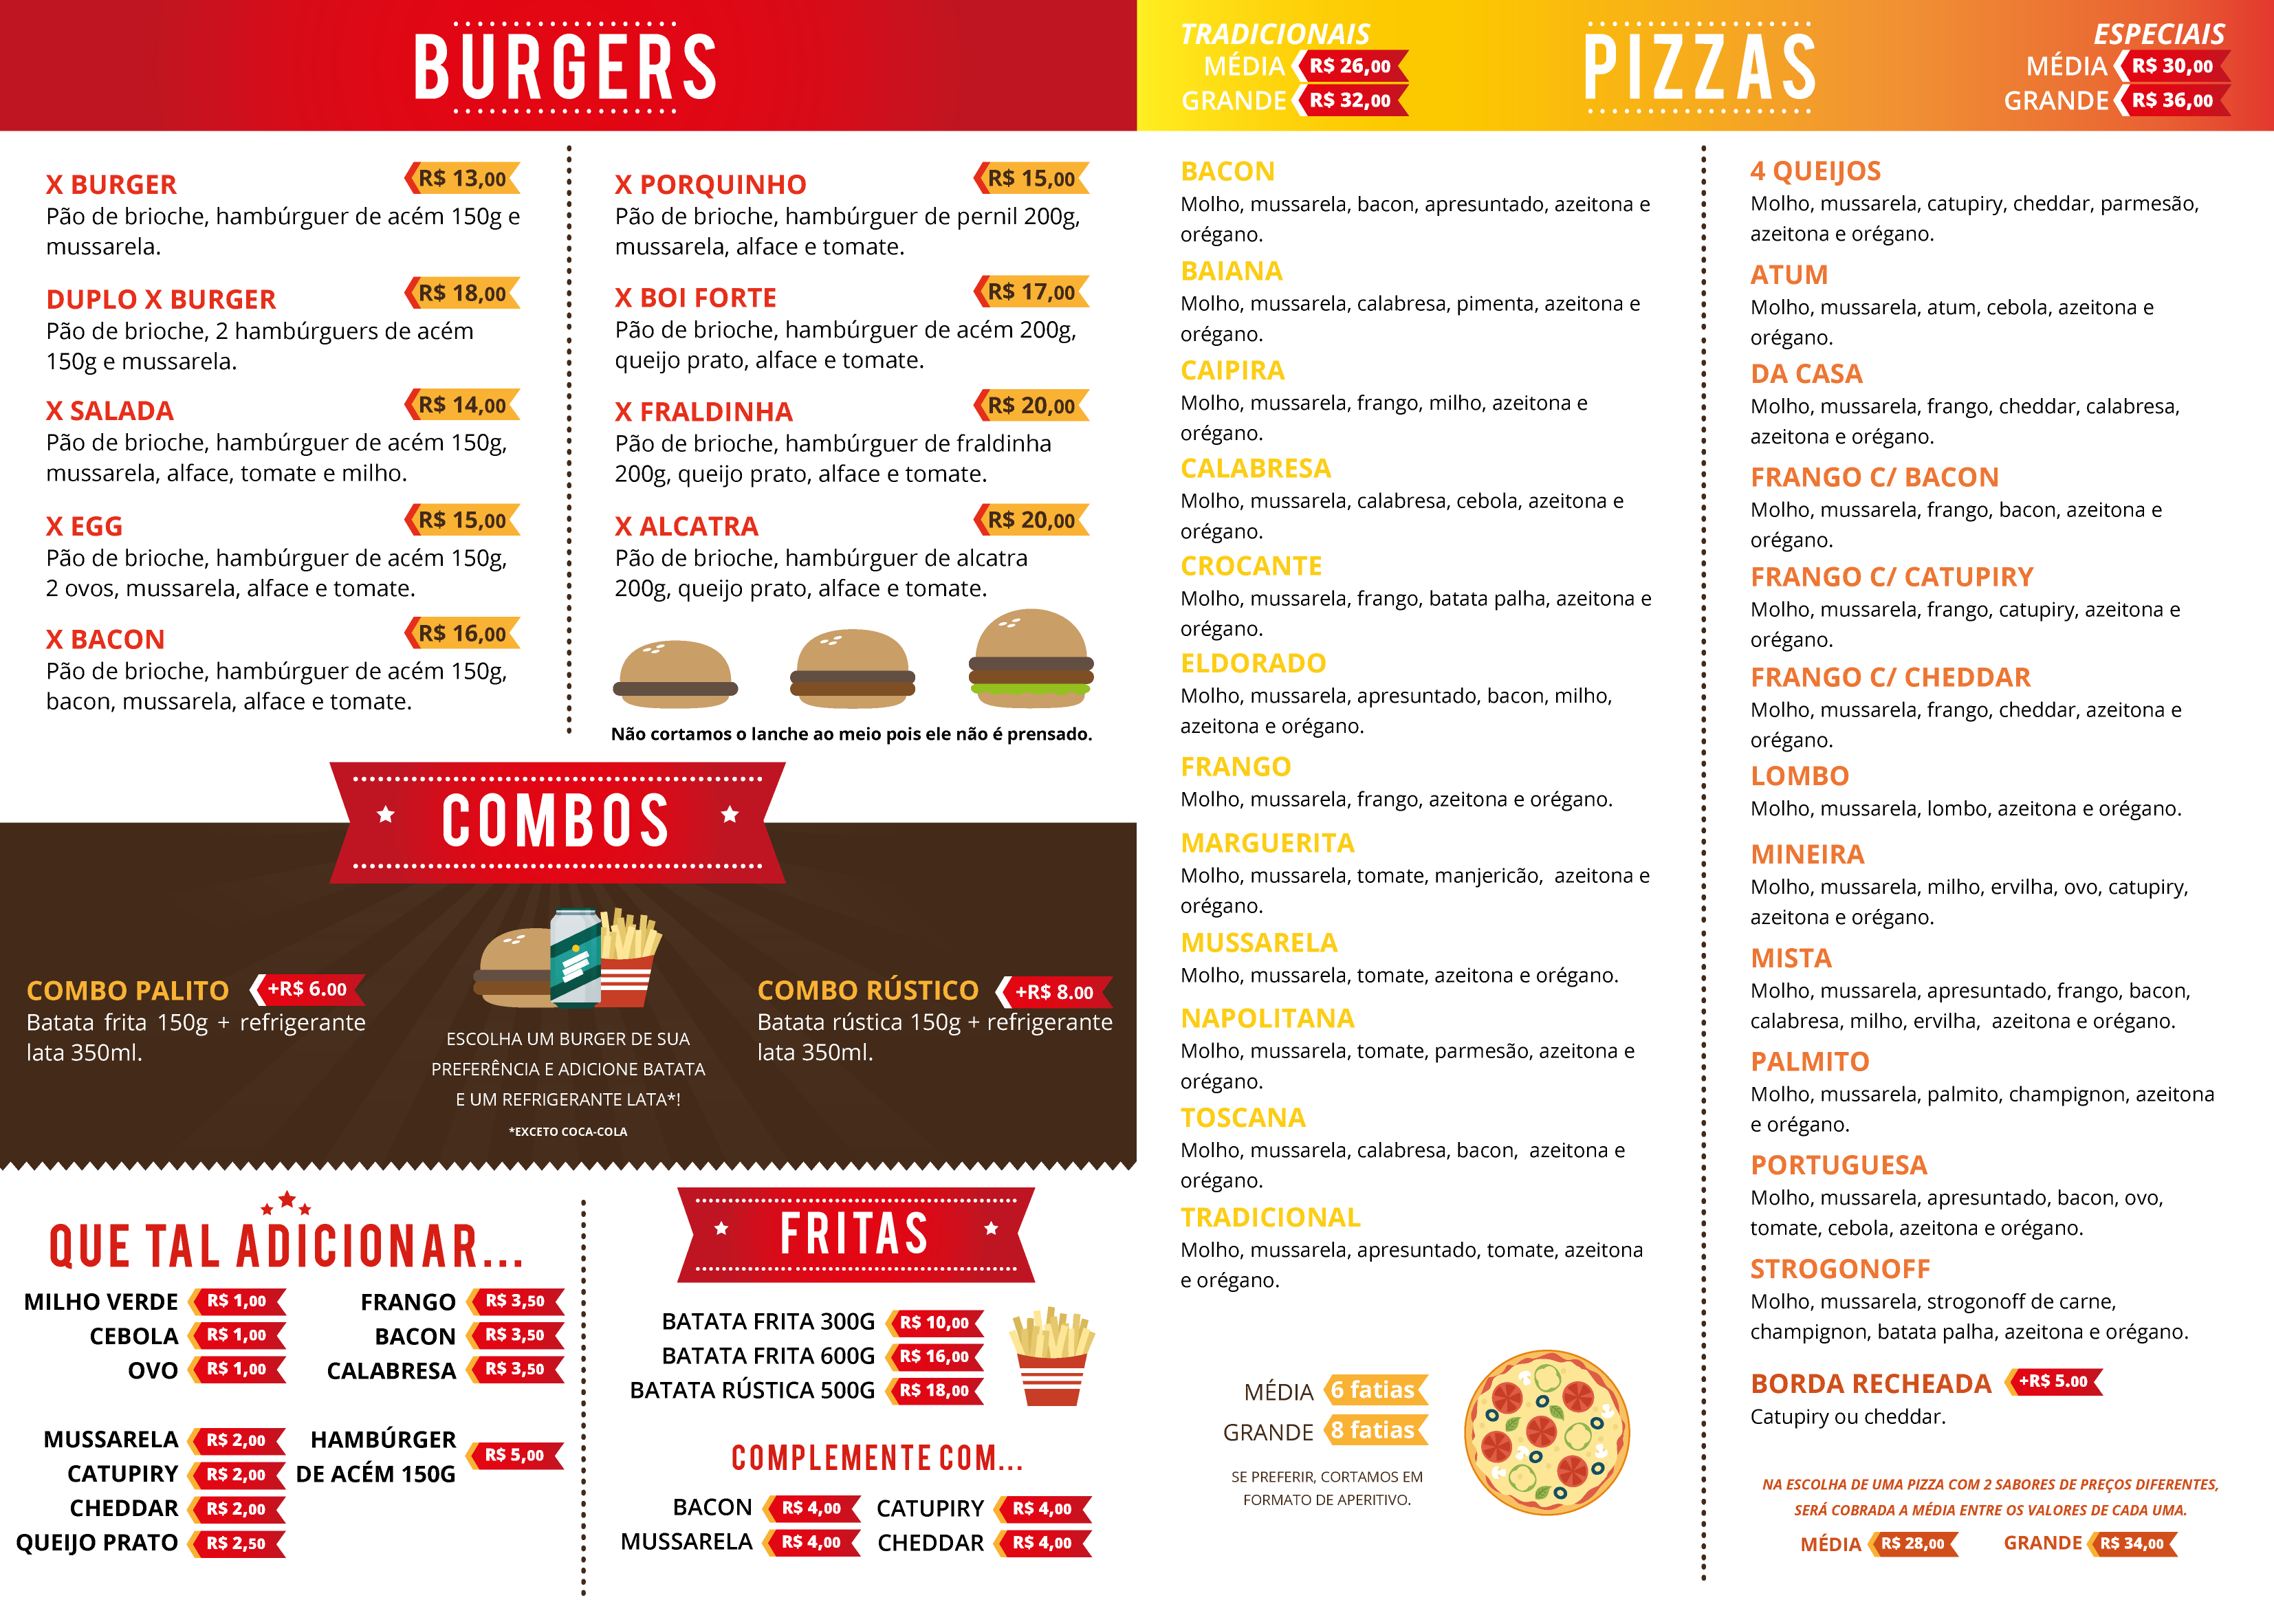 BURGERS
X BURGER R$ 13,00
Pão de brioche, hambúrguer de acém 150g e
mussarela.
DUPLO X BURGER R$ 18,00
Pão de brioche, 2 hambúrguers de acém
150g e mussarela.
X SALADA R$ 14,00
Pão de brioche, hambúrguer de acém 150g,
mussarela, alface, tomate e milho.
X EGG R$ 15,00
Pão de brioche, hambúrguer de acém 150g,
2 ovos, mussarela, alface e tomate.
X BACON R$ 16,00
Pão de brioche, hambúrguer de acém 150g,
bacon, mussarela, alface e tomate.
X PORQUINHO R$ 15,00
Pão de brioche, hambúrguer de pernil 200g,
mussarela, alface e tomate.
X BOI FORTE R$ 17,00
Pão de brioche, hambúrguer de acém 200g,
queijo prato, alface e tomate.
X FRALDINHA R$ 20,00
Pão de brioche, hambúrguer de fraldinha
200g, queijo prato, alface e tomate.
X ALCATRA R$ 20,00
Pão de brioche, hambúrguer de alcatra
200g, queijo prato, alface e tomate.
Não cortamos o lanche ao meio pois ele não é prensado.
COMBOS
COMBO PALITO +R$ 6.00
Batata frita 150g + refrigerante
lata 350ml.
ESCOLHA UM BURGER DE SUA
PREFERÊNCIA E ADICIONE BATATA
E UM REFRIGERANTE LATA*!
*EXCETO COCA-COLA
COMBO RÚSTICO +R$ 8.00
Batata rústica 150g + refrigerante
lata 350ml.
QUE TAL ADICIONAR...
MILHO VERDE R$ 1,00
CEBOLA R$ 1,00
OVO R$ 1,00
FRANGO R$ 3,50
BACON R$ 3,50
CALABRESA R$ 3,50
MUSSARELA R$ 2,00
CATUPIRY R$ 2,00
CHEDDAR R$ 2,00
QUEIJO PRATO R$ 2,50
HAMBÚRGER
DE ACÉM 150G R$ 5,00
FRITAS
BATATA FRITA 300G R$ 10,00
BATATA FRITA 600G R$ 16,00
BATATA RÚSTICA 500G R$ 18,00
COMPLEMENTE COM...
BACON R$ 4,00 CATUPIRY R$ 4,00
MUSSARELA R$ 4,00 CHEDDAR R$ 4,00
TRADICIONAIS
MÉDIA R$ 26,00
GRANDE R$ 32,00
PIZZAS
ESPECIAIS
MÉDIA R$ 30,00
GRANDE R$ 36,00
BACON
Molho, mussarela, bacon, apresuntado, azeitona e
orégano.
BAIANA
Molho, mussarela, calabresa, pimenta, azeitona e
orégano.
CAIPIRA
Molho, mussarela, frango, milho, azeitona e
orégano.
CALABRESA
Molho, mussarela, calabresa, cebola, azeitona e
orégano.
CROCANTE
Molho, mussarela, frango, batata palha, azeitona e
orégano.
ELDORADO
Molho, mussarela, apresuntado, bacon, milho,
azeitona e orégano.
FRANGO
Molho, mussarela, frango, azeitona e orégano.
MARGUERITA
Molho, mussarela, tomate, manjericão, azeitona e
orégano.
MUSSARELA
Molho, mussarela, tomate, azeitona e orégano.
NAPOLITANA
Molho, mussarela, tomate, parmesão, azeitona e
orégano.
TOSCANA
Molho, mussarela, calabresa, bacon, azeitona e
orégano.
TRADICIONAL
Molho, mussarela, apresuntado, tomate, azeitona
e orégano.
MÉDIA 6 fatias
GRANDE 8 fatias
SE PREFERIR, CORTAMOS EM
FORMATO DE APERITIVO.
4 QUEIJOS
Molho, mussarela, catupiry, cheddar, parmesão,
azeitona e orégano.
ATUM
Molho, mussarela, atum, cebola, azeitona e
orégano.
DA CASA
Molho, mussarela, frango, cheddar, calabresa,
azeitona e orégano.
FRANGO C/ BACON
Molho, mussarela, frango, bacon, azeitona e
orégano.
FRANGO C/ CATUPIRY
Molho, mussarela, frango, catupiry, azeitona e
orégano.
FRANGO C/ CHEDDAR
Molho, mussarela, frango, cheddar, azeitona e
orégano.
LOMBO
Molho, mussarela, lombo, azeitona e orégano.
MINEIRA
Molho, mussarela, milho, ervilha, ovo, catupiry,
azeitona e orégano.
MISTA
Molho, mussarela, apresuntado, frango, bacon,
calabresa, milho, ervilha, azeitona e orégano.
PALMITO
Molho, mussarela, palmito, champignon, azeitona
e orégano.
PORTUGUESA
Molho, mussarela, apresuntado, bacon, ovo,
tomate, cebola, azeitona e orégano.
STROGONOFF
Molho, mussarela, strogonoff de carne,
champignon, batata palha, azeitona e orégano.
BORDA RECHEADA +R$ 5.00
Catupiry ou cheddar.
NA ESCOLHA DE UMA PIZZA COM 2 SABORES DE PREÇOS DIFERENTES,
SERÁ COBRADA A MÉDIA ENTRE OS VALORES DE CADA UMA.
MÉDIA R$ 28,00 GRANDE R$ 34,00